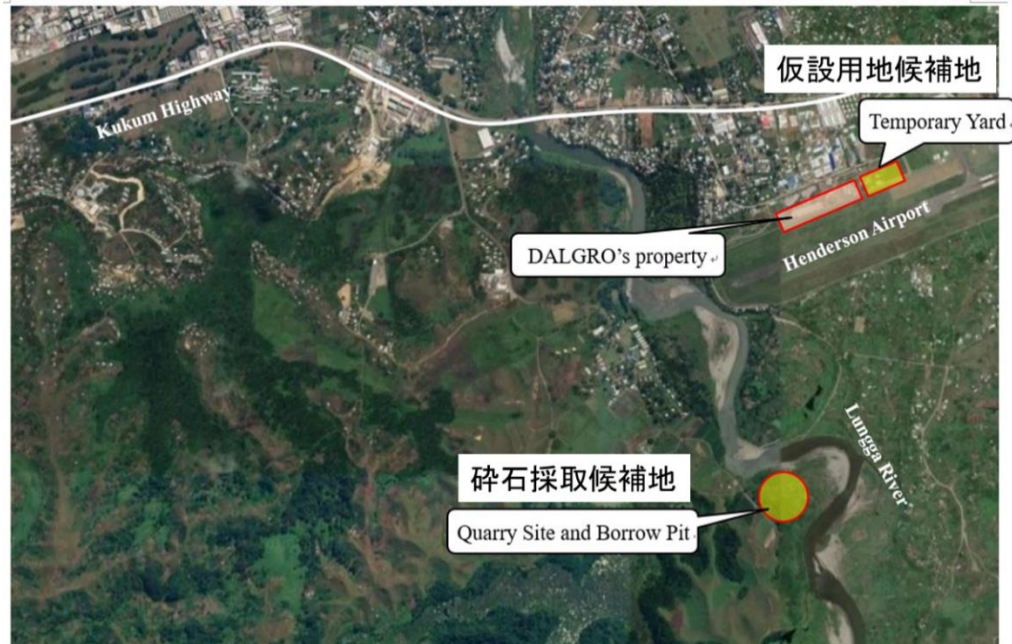 仮設用地候補地
Temporary Yard
Kukum Highway
DALGRO's property
Henderson Airport
Lungga River
砕石採取候補地
Quarry Site and Borrow Pit